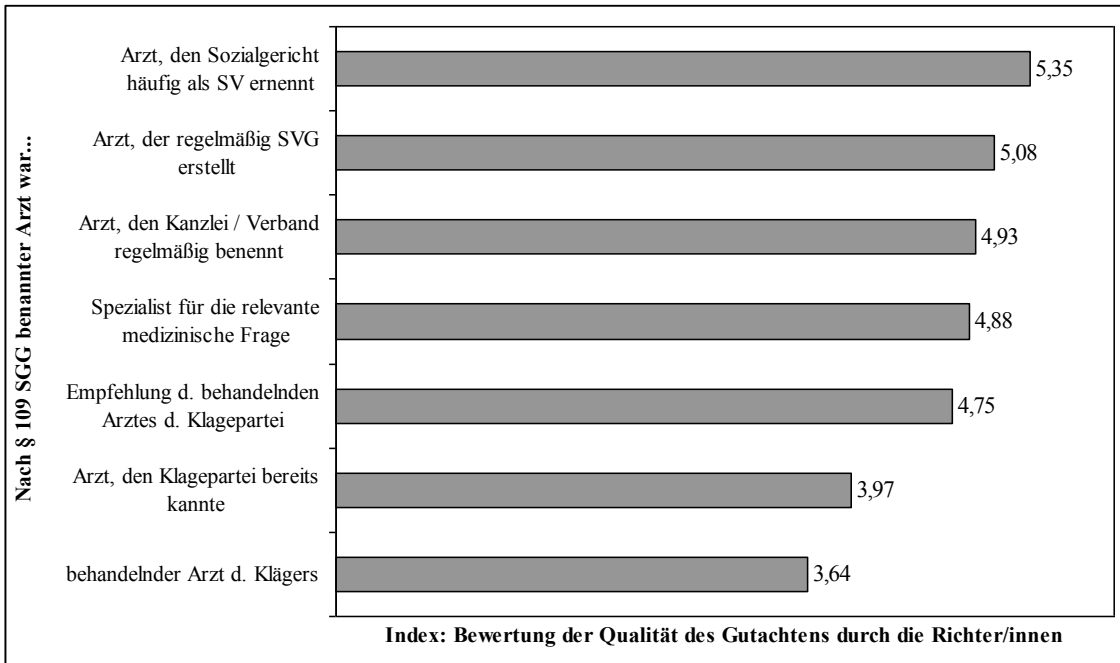 Nach § 109 SGG benannter Arzt war...
Arzt, den Sozialgericht
häufig als SV ernennt
5,35
Arzt, der regelmäßig SVG
erstellt
5,08
Arzt, den Kanzlei / Verband
regelmäßig benennt
4,93
Spezialist für die relevante
medizinische Frage
4,88
Empfehlung d. behandelnden
Arztes d. Klagepartei
4,75
Arzt, den Klagepartei bereits
kannte
3,97
behandelnder Arzt d. Klägers
3,64
Index: Bewertung der Qualität des Gutachtens durch die Richter/innen